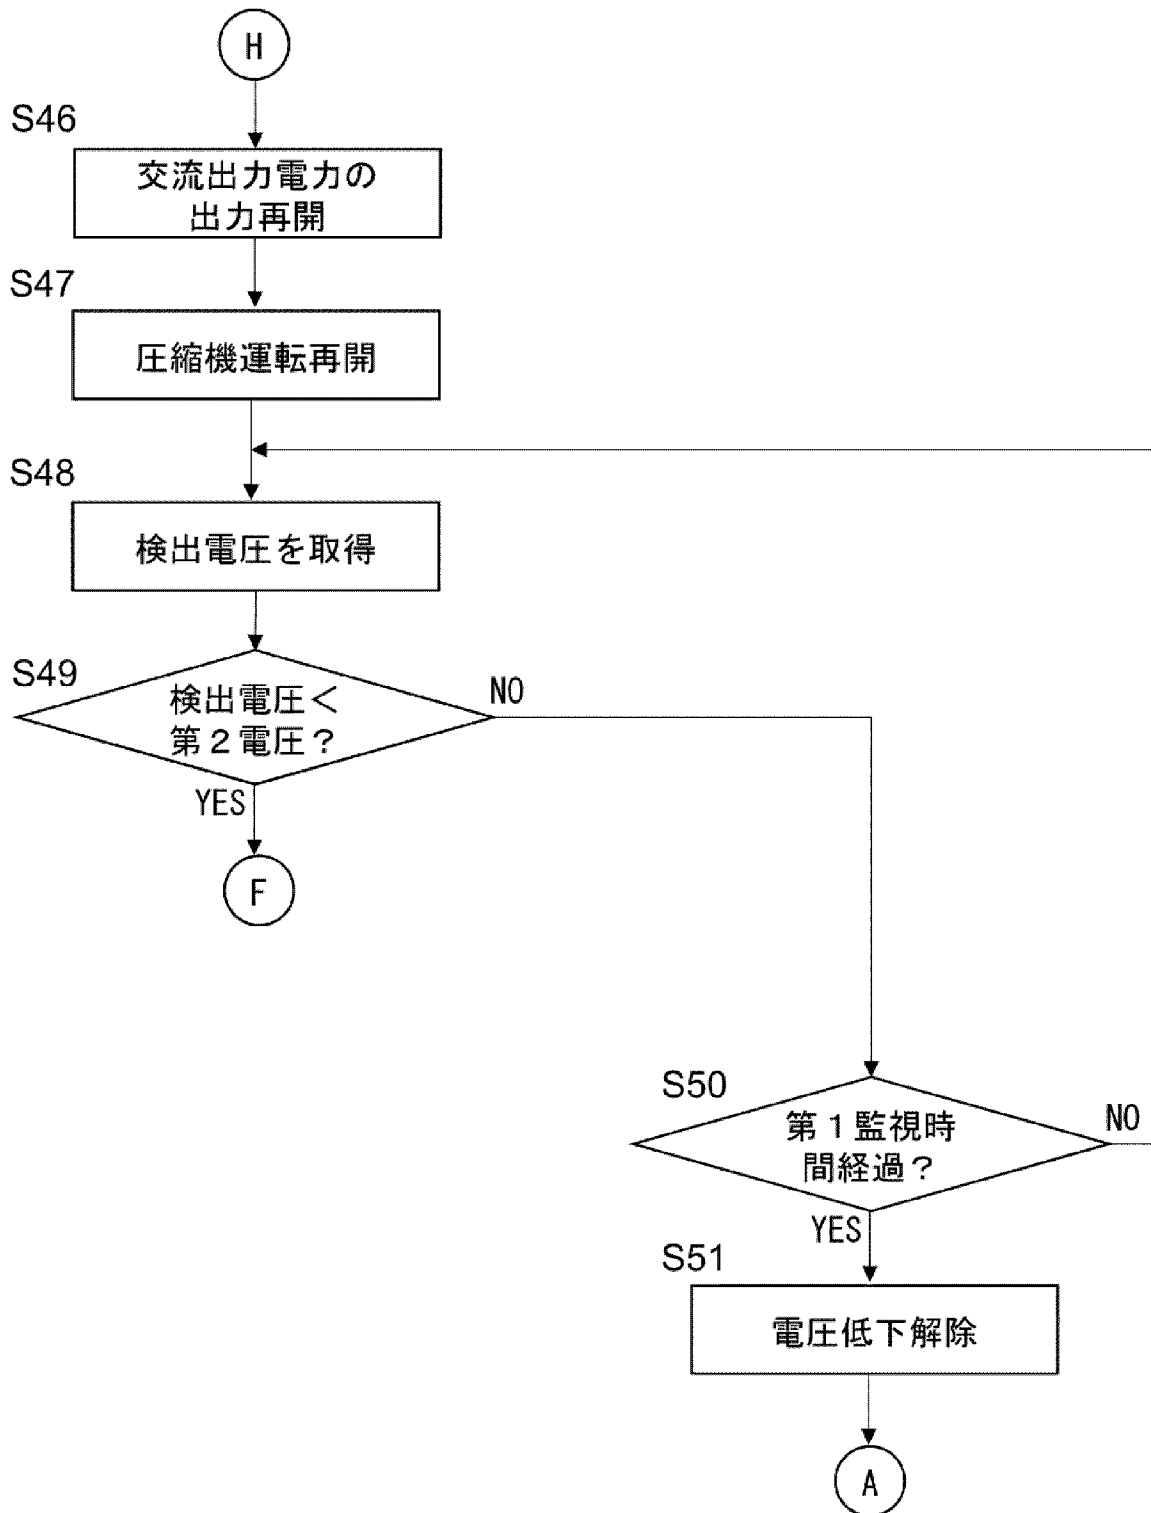 H
S46
交流出力電力の
出力再開
S47
圧縮機運転再開
S48
検出電圧を取得
S49
検出電圧＜
第２電圧？
NO
YES
F
S50
第１監視時
間経過？
NO
YES
S51
電圧低下解除
A